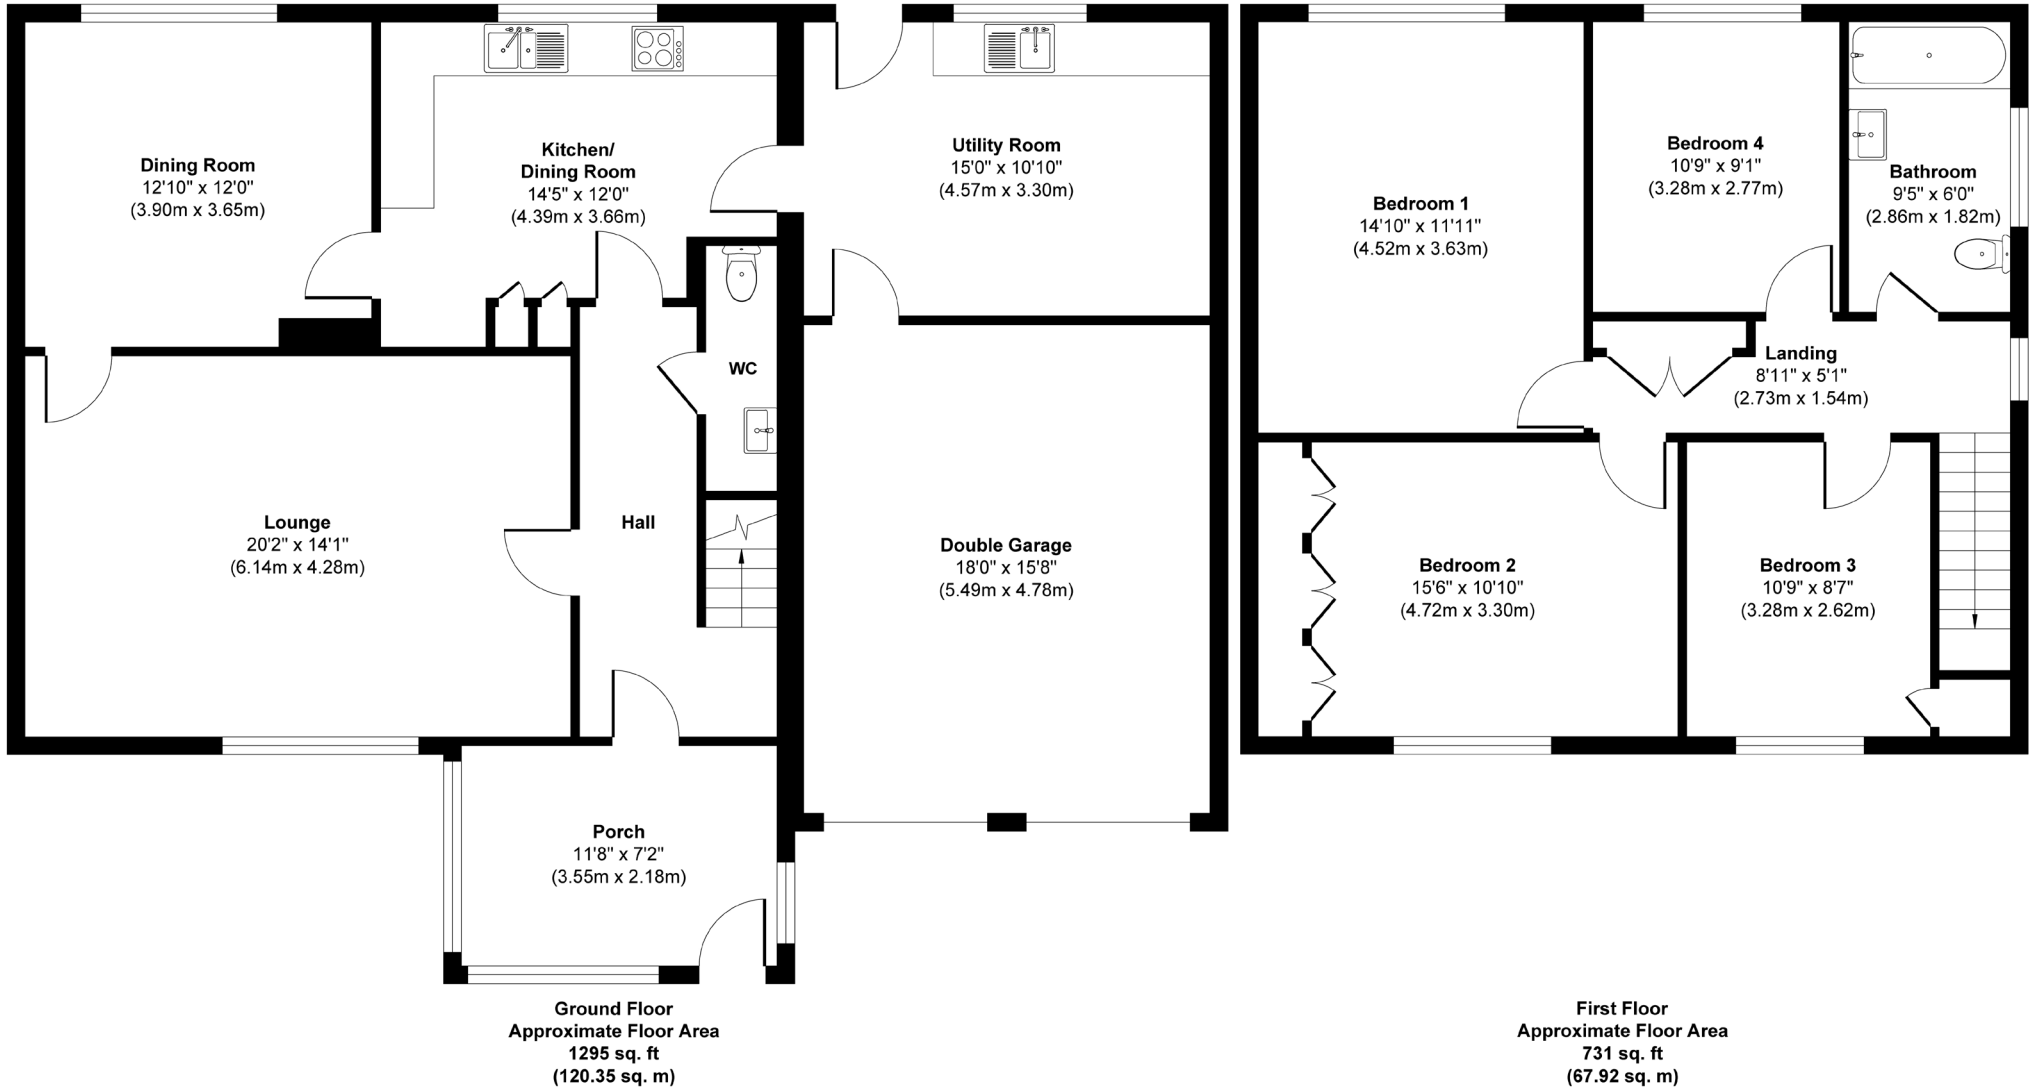 Dining Room
12'10" x 12'0"
(3.90m x 3.65m)
Kitchen/
Dining Room
14'5" x 12'0"
(4.39m x 3.66m)
Utility Room
15'0" x 10'10"
(4.57m x 3.30m)
WC
Lounge
20'2" x 14'1"
(6.14m x 4.28m)
Hall
Double Garage
18'0" x 15'8"
(5.49m x 4.78m)
Porch
11'8" x 7'2"
(3.55m x 2.18m)
Ground Floor
Approximate Floor Area
1295 sq. ft
(120.35 sq. m)
Bedroom 1
14'10" x 11'11"
(4.52m x 3.63m)
Bedroom 4
10'9" x 9'1"
(3.28m x 2.77m)
Bathroom
9'5" x 6'0"
(2.86m x 1.82m)
Landing
8'11" x 5'1"
(2.73m x 1.54m)
Bedroom 2
15'6" x 10'10"
(4.72m x 3.30m)
Bedroom 3
10'9" x 8'7"
(3.28m x 2.62m)
First Floor
Approximate Floor Area
731 sq. ft
(67.92 sq. m)